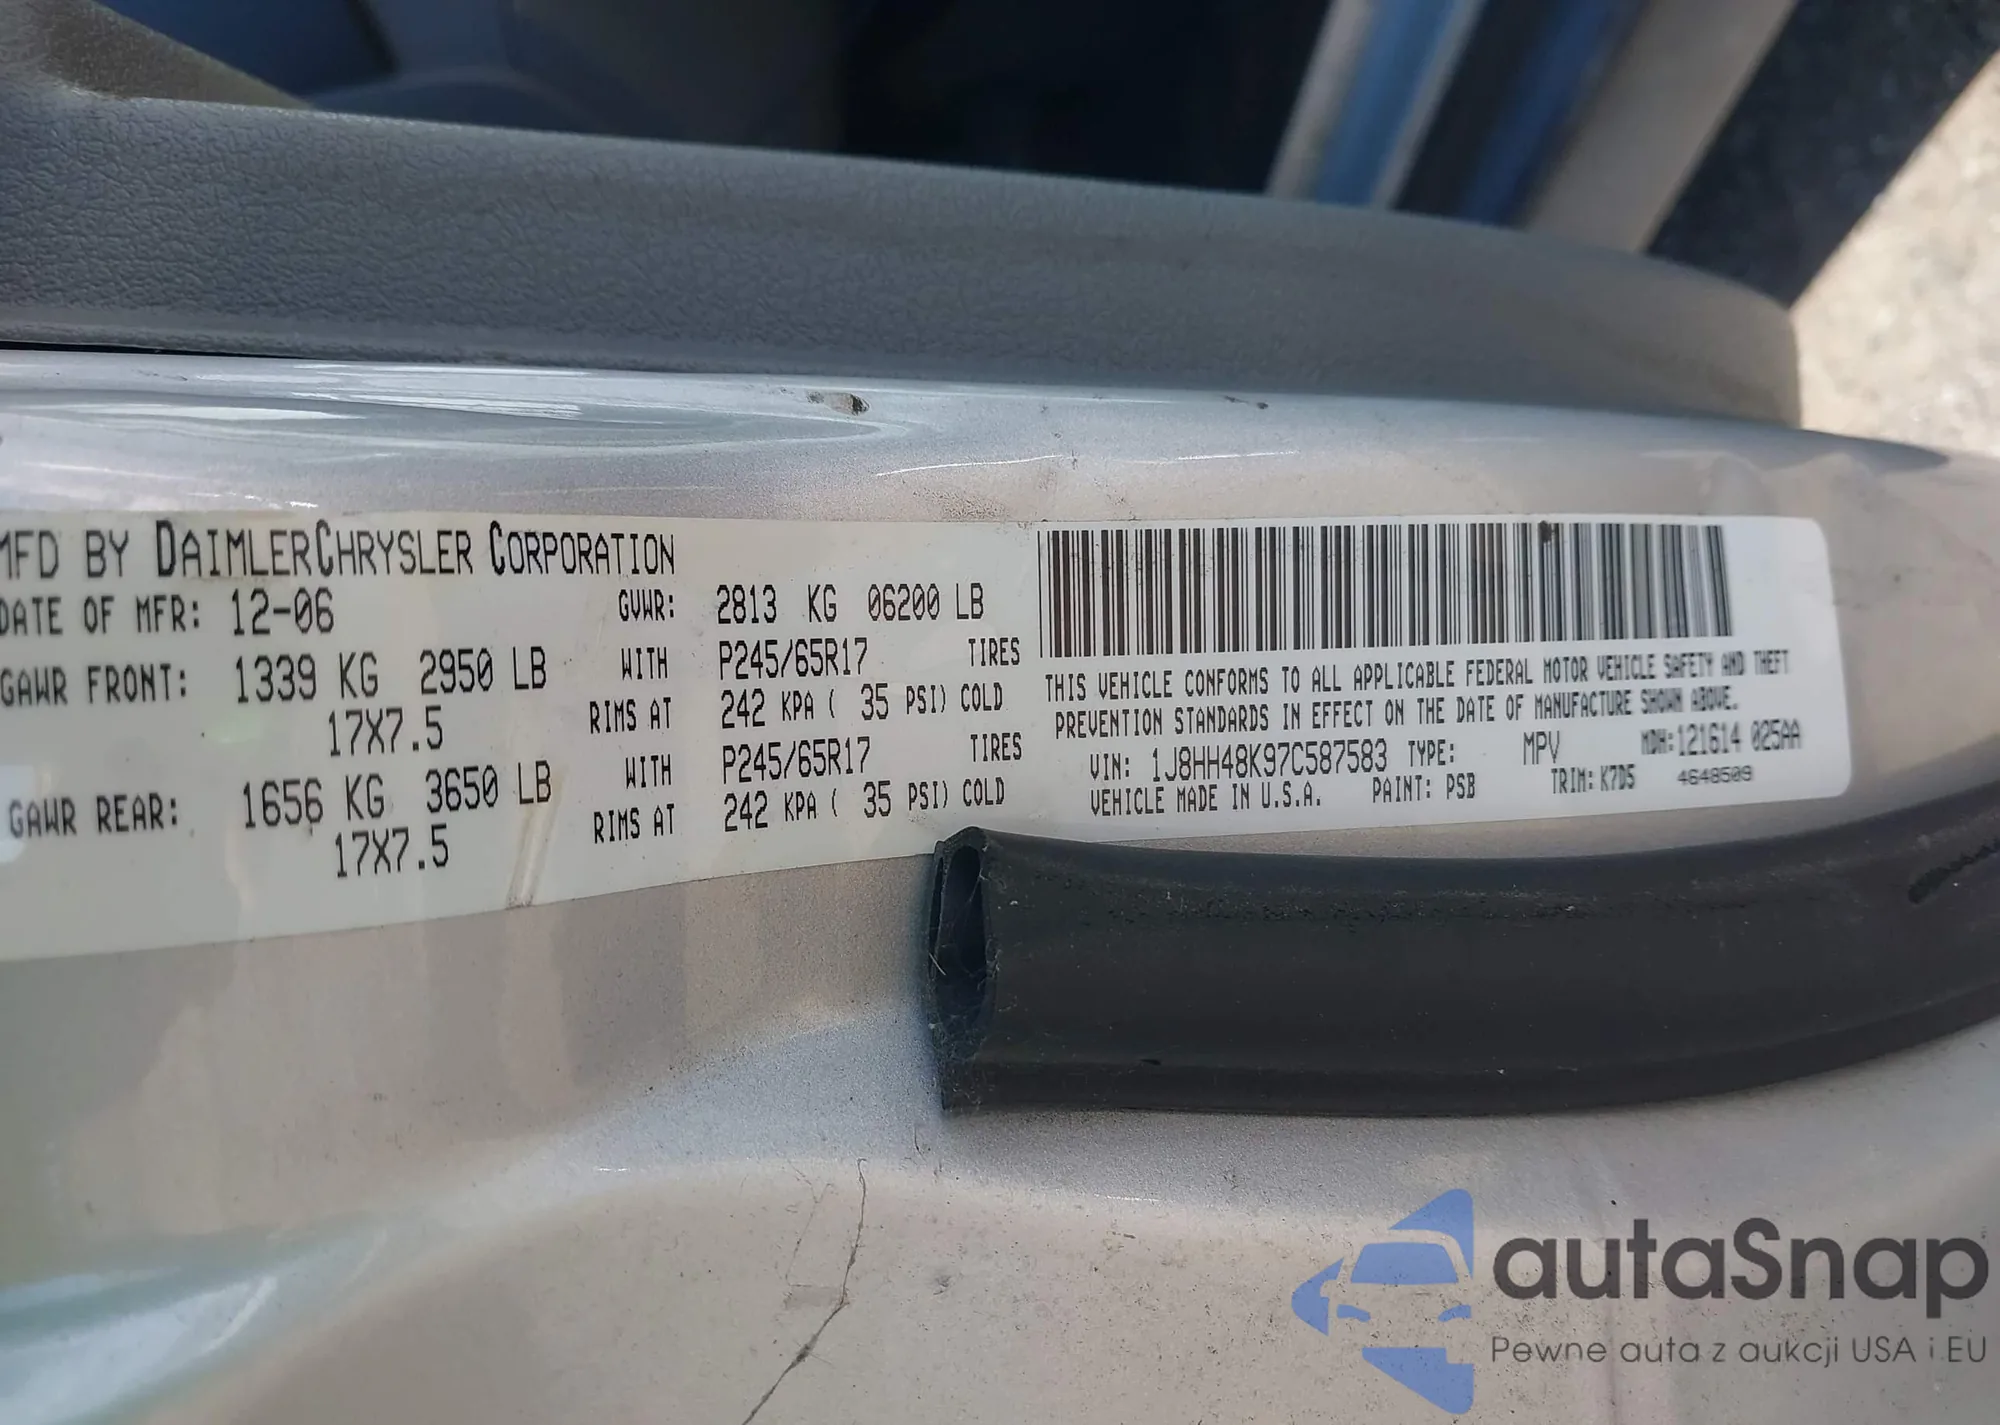 MFD BY DAIMLERCHRYSLER CORPORATION
DATE OF MFR: 12-06 GVWR: 2813 KG 06200 LB
GAWR FRONT: 1339 KG 2950 LB WITH P245/65R17 TIRES
17X7.5 RIMS AT 242 KPA ( 35 PSI) COLD
GAWR REAR: 1656 KG 3650 LB WITH P245/65R17 TIRES
17X7.5 RIMS AT 242 KPA ( 35 PSI) COLD
THIS VEHICLE CONFORMS TO ALL APPLICABLE FEDERAL MOTOR VEHICLE SAFETY AND THEFT
PREVENTION STANDARDS IN EFFECT ON THE DATE OF MANUFACTURE SHOWN ABOVE.
VIN: 1J8HH48K97C587583 TYPE: MPV MDH:121614 025AA
VEHICLE MADE IN U.S.A. PAINT: PSB TRIM: K7D5 4648509
autaSnap
Pewne auta z aukcji USA i EU